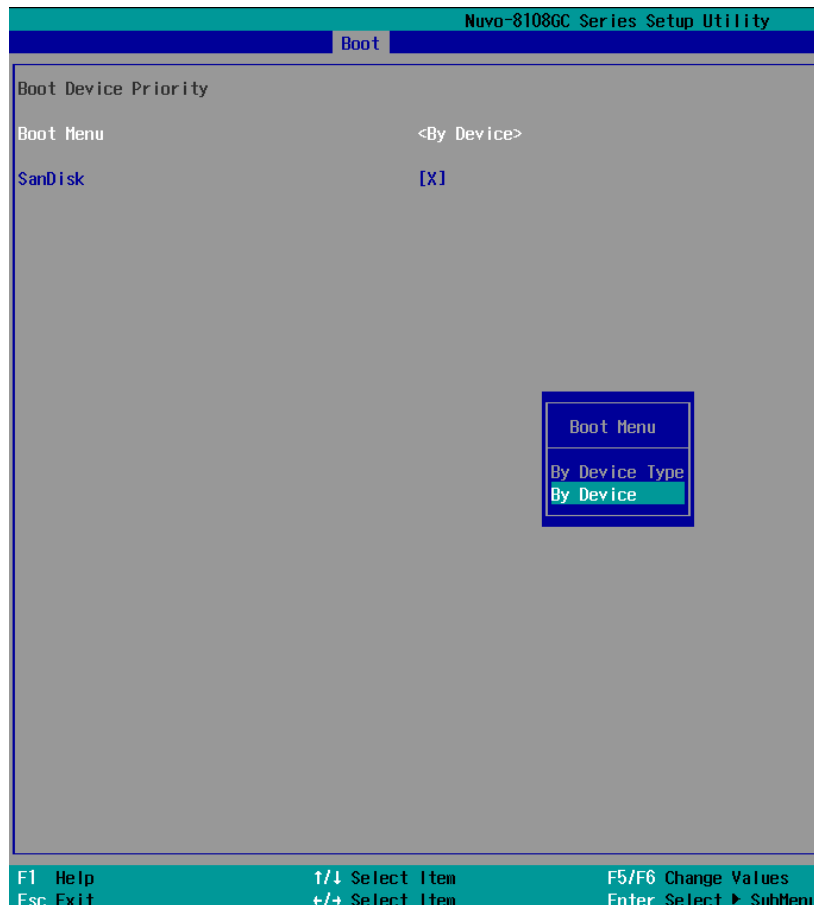 Nuvo-8108GC Series Setup Utility
Boot
Boot Device Priority
Boot Menu <By Device>
SanDisk [X]
Boot Menu
By Device Type
By Device
F1 Help ↑/↓ Select Item F5/F6 Change Values
Esc Exit ←/→ Select Item Enter Select ▶ SubMenu